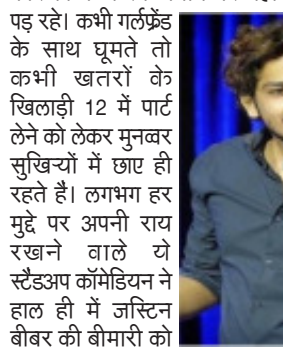 पड़ रहे। कभी गर्लफ्रेंड
के साथ घूमते तो
कभी खतरों के
खिलाड़ी 12 में पार्ट
लेने को लेकर मुनव्वर
सुखिर्यों में छाए ही
रहते हैं। लगभग हर
मुद्दे पर अपनी राय
रखने वाले ये
स्टैडअप कॉमेडियन ने
हाल ही में जस्टिन
बीबर की बीमारी को